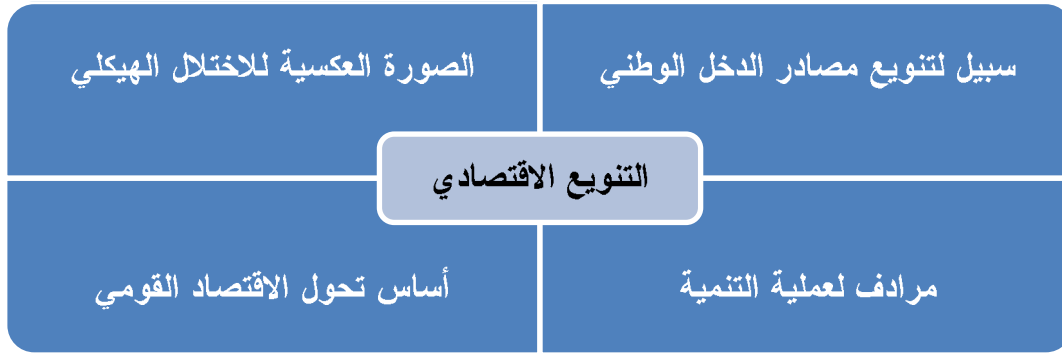 سبيل لتنويع مصادر الدخل الوطني
الصورة العكسية للاختلال الهيكلي
التنويع الاقتصادي
مرادف لعملية التنمية
أساس تحول الاقتصاد القومي